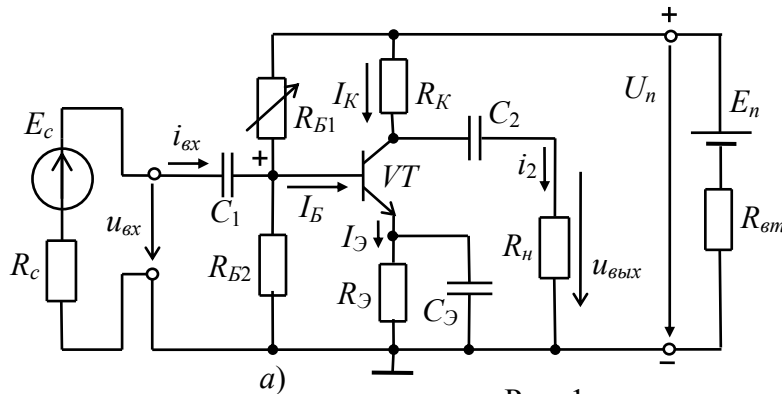 +
I_К R_К U_п E_п
E_с i_вх R_Б1 C_2
+ VT i_2
C_1 I_Б R_вт
u_вх I_Э R_н u_вых
R_с R_Б2 R_Э C_Э
а) −